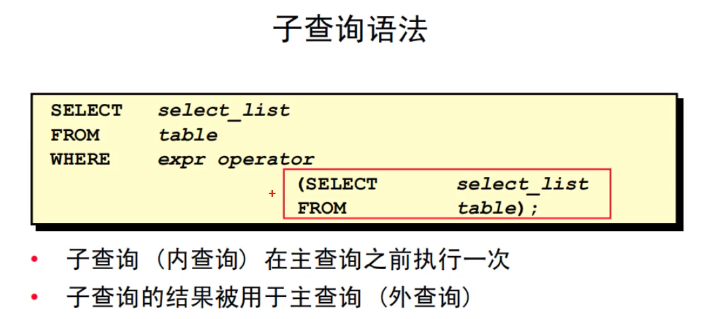 子查询语法
SELECT select_list
FROM table
WHERE expr operator
(SELECT select_list
FROM table);
• 子查询（内查询）在主查询之前执行一次
• 子查询的结果被用于主查询（外查询）